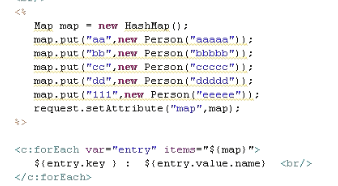 <%
Map map = new HashMap();
map.put("aa",new Person("aaaaa"));
map.put("bb",new Person("bbbbb"));
map.put("cc",new Person("ccccc"));
map.put("dd",new Person("ddddd"));
map.put("111",new Person("eeeee"));
request.setAttribute("map",map);
%>
<c:forEach var="entry" items="${map}">
${entry.key } : ${entry.value.name} <br/>
</c:forEach>